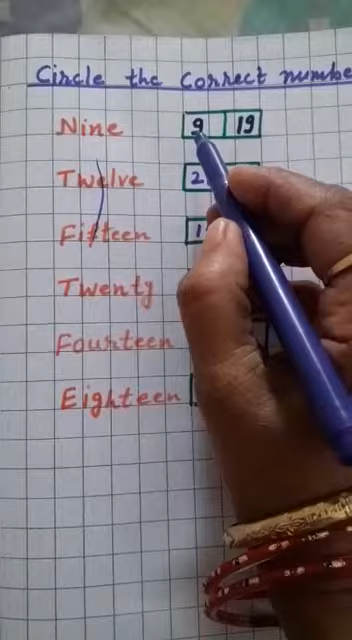 Circle the correct numbe
Nine 9 19
Twelve 2
Fifteen 1
Twenty
Fourteen
Eighteen